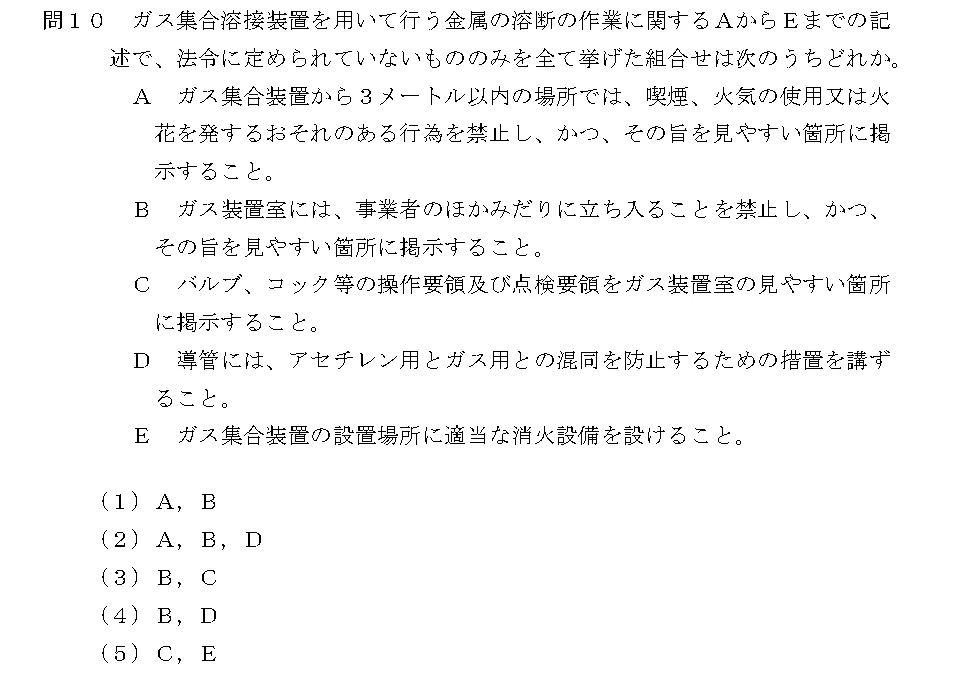 問１０　ガス集合溶接装置を用いて行う金属の溶断の作業に関するＡからＥまでの記
述で、法令に定められていないもののみを全て挙げた組合せは次のうちどれか。
Ａ　ガス集合装置から３メートル以内の場所では、喫煙、火気の使用又は火
花を発するおそれのある行為を禁止し、かつ、その旨を見やすい箇所に掲
示すること。
Ｂ　ガス装置室には、事業者のほかみだりに立ち入ることを禁止し、かつ、
その旨を見やすい箇所に掲示すること。
Ｃ　バルブ、コック等の操作要領及び点検要領をガス装置室の見やすい箇所
に掲示すること。
Ｄ　導管には、アセチレン用とガス用との混同を防止するための措置を講ず
ること。
Ｅ　ガス集合装置の設置場所に適当な消火設備を設けること。
（１）Ａ，Ｂ
（２）Ａ，Ｂ，Ｄ
（３）Ｂ，Ｃ
（４）Ｂ，Ｄ
（５）Ｃ，Ｅ